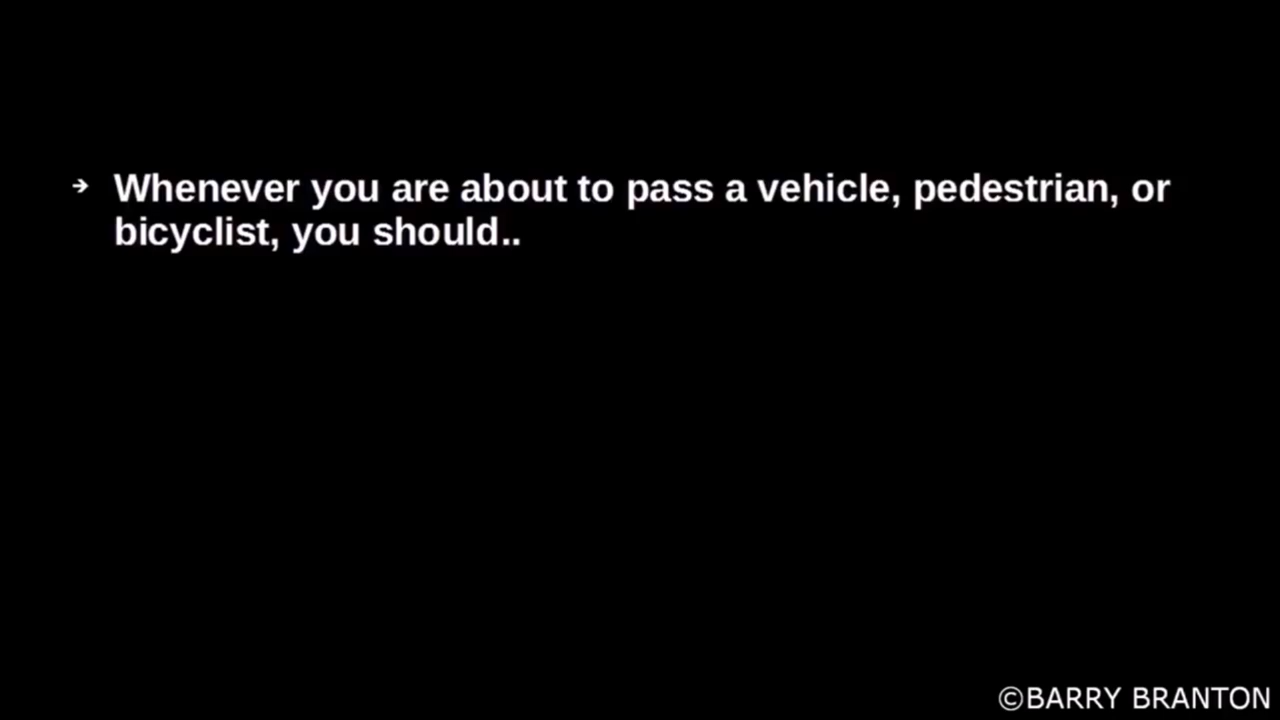 ➔ Whenever you are about to pass a vehicle, pedestrian, or
bicyclist, you should..
©BARRY BRANTON